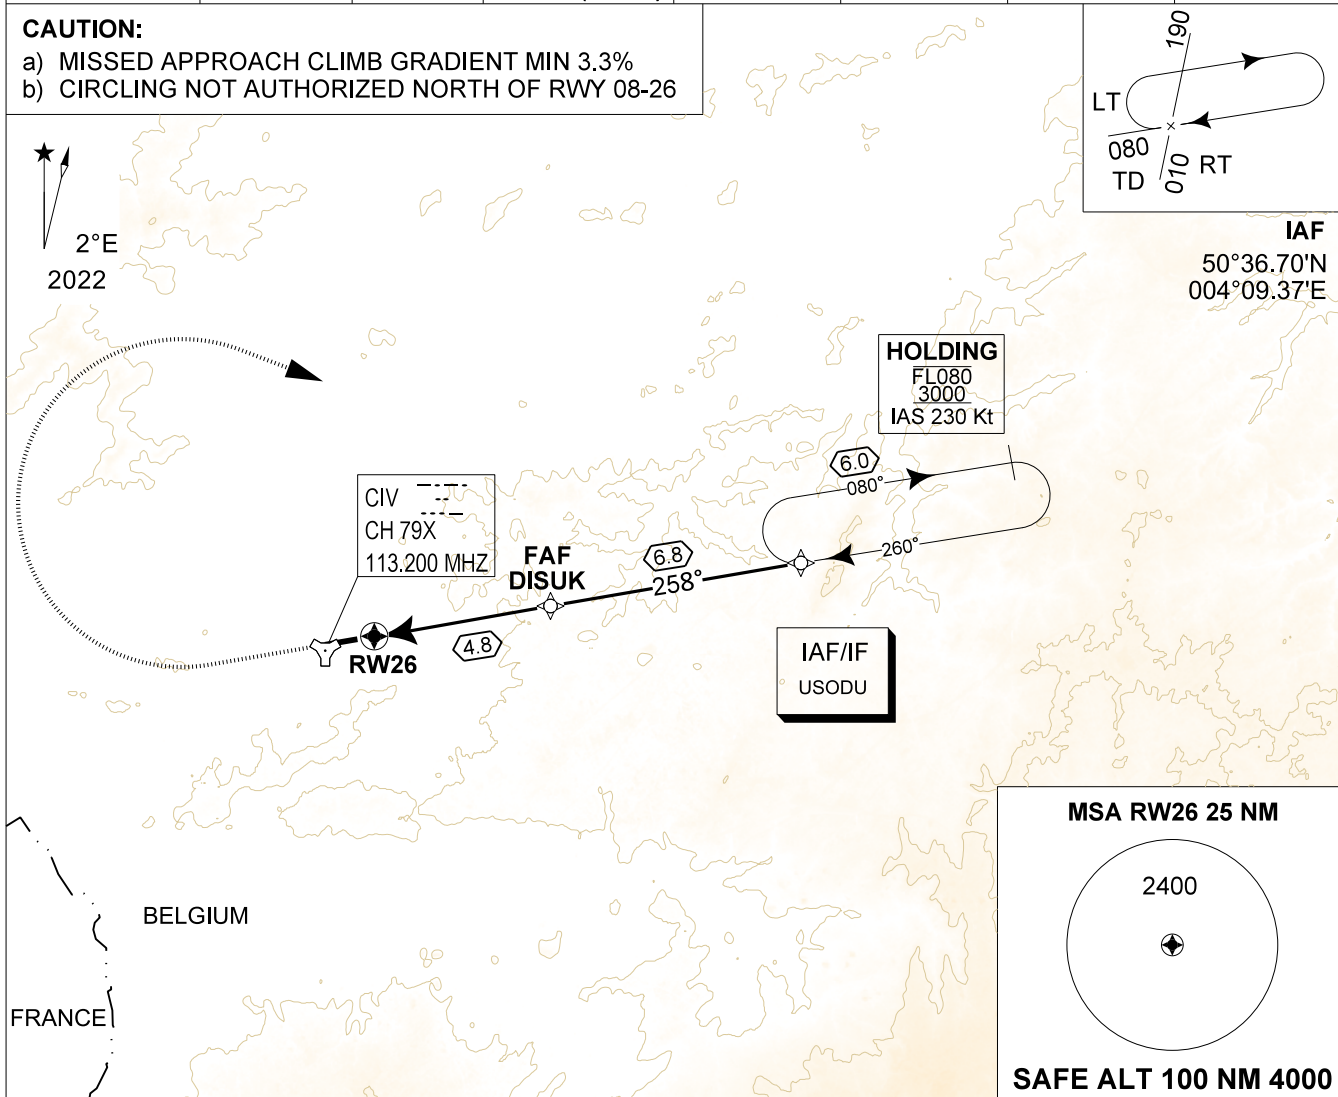 CAUTION:
a) MISSED APPROACH CLIMB GRADIENT MIN 3.3%
b) CIRCLING NOT AUTHORIZED NORTH OF RWY 08-26
190
LT
080
TD
010
RT
2°E
2022
IAF
50°36.70'N
004°09.37'E
HOLDING
FL080
3000
IAS 230 Kt
6.0
080°
260°
CIV
CH 79X
113.200 MHZ
FAF
DISUK
6.8
258°
4.8
RW26
IAF/IF
USODU
MSA RW26 25 NM
2400
BELGIUM
FRANCE
SAFE ALT 100 NM 4000